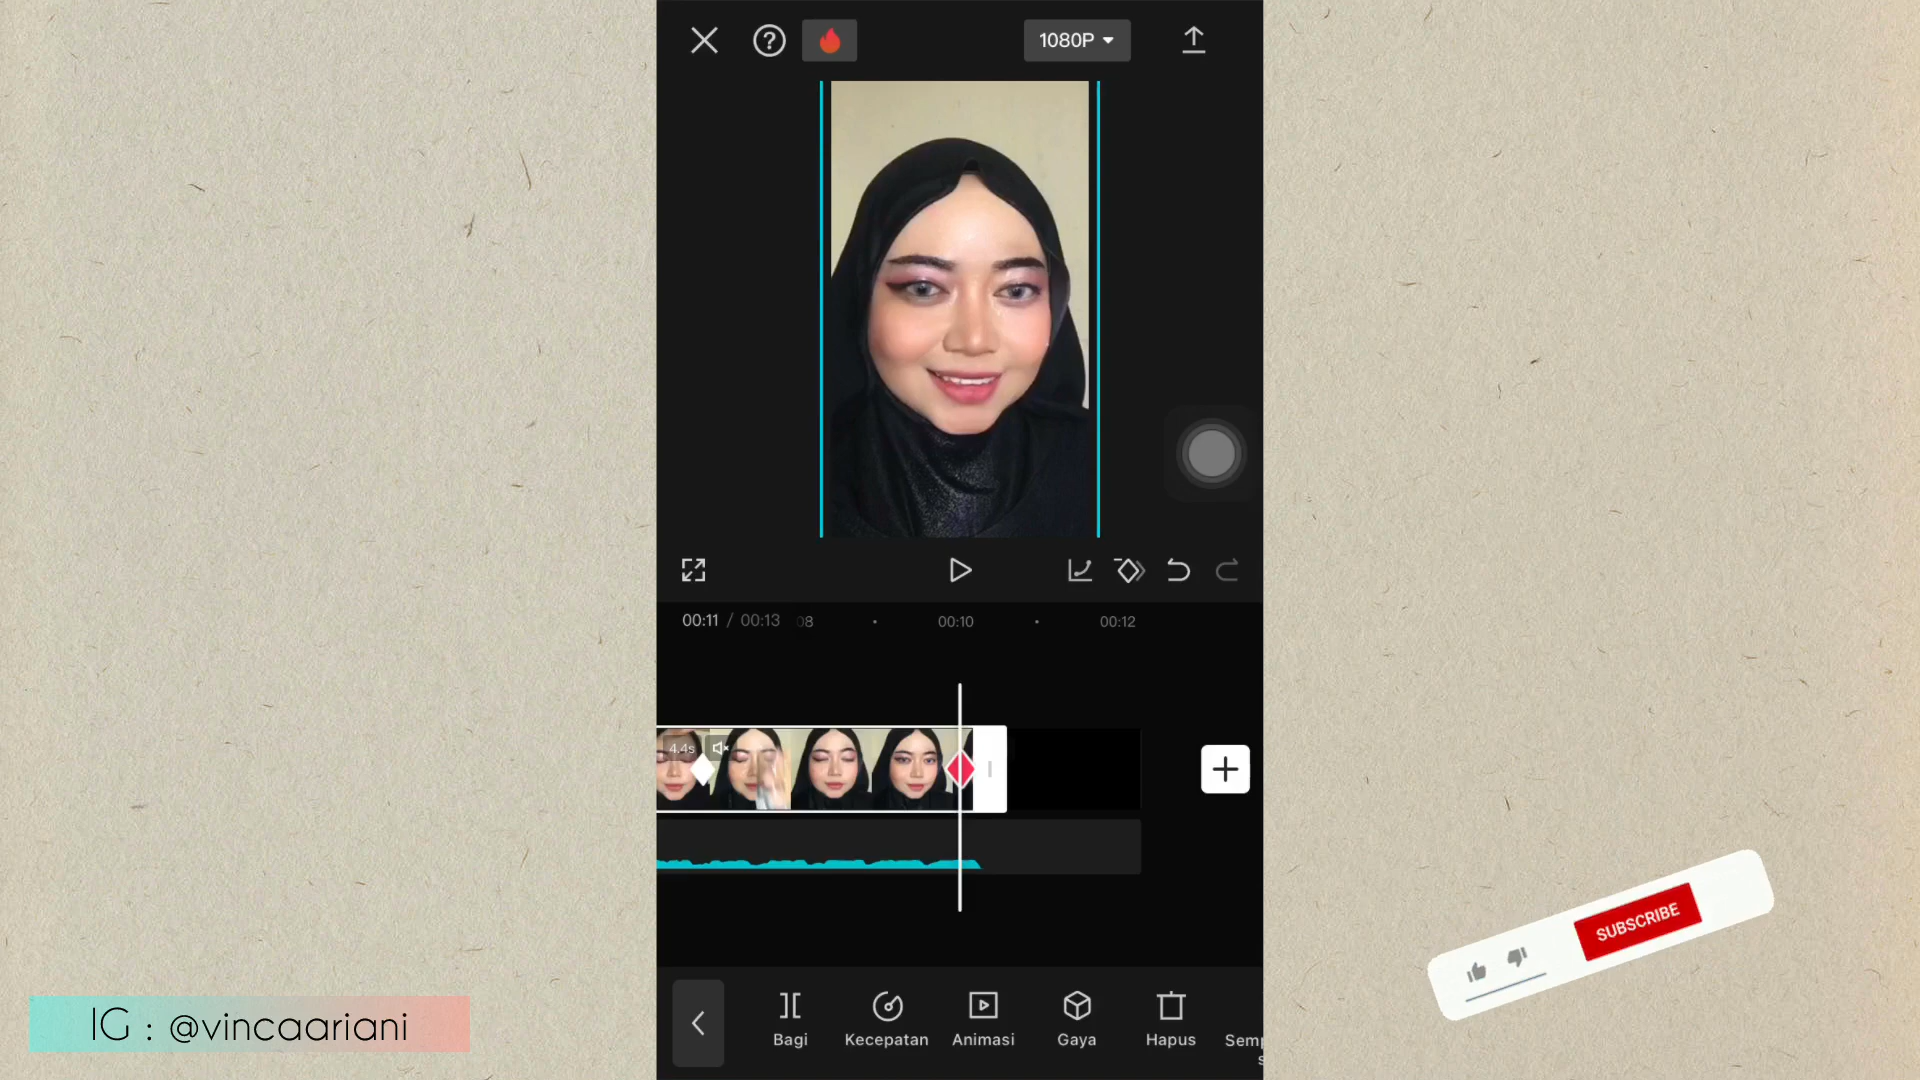 1080P
00:11 / 00:13 08 00:10 00:12
4.4s
SUBSCRIBE
IG : @vincaariani
Bagi Kecepatan Animasi Gaya Hapus